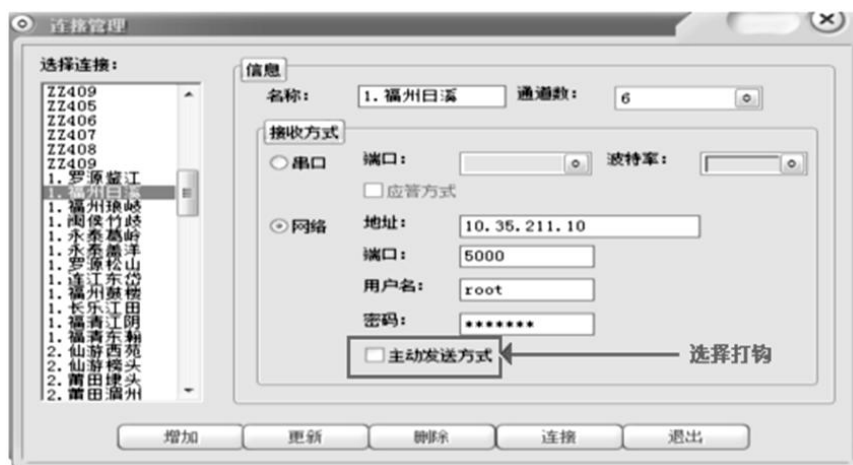 连接管理
选择连接：
ZZ409
ZZ405
ZZ406
ZZ407
ZZ408
ZZ409
1.罗源鉴江
1.福州日溪
1.福州琅岐
1.闽侯竹岐
1.永泰葛岭
1.永泰盖洋
1.罗源松山
1.连江东岱
1.福州鼓楼
1.长乐江田
1.福清江阴
1.福清东翰
2.仙游西苑
2.仙游榜头
2.莆田埭头
2.莆田湄州
信息
名称： 1.福州日溪 通道数： 6
接收方式
串口 端口： 波特率：
应答方式
网络 地址： 10.35.211.10
端口： 5000
用户名： root
密码： *******
主动发送方式 选择打钩
增加 更新 删除 连接 退出